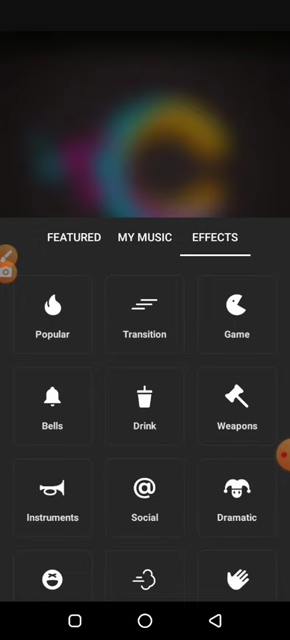 FEATURED MY MUSIC EFFECTS
Popular Transition Game
Bells Drink Weapons
Instruments Social Dramatic